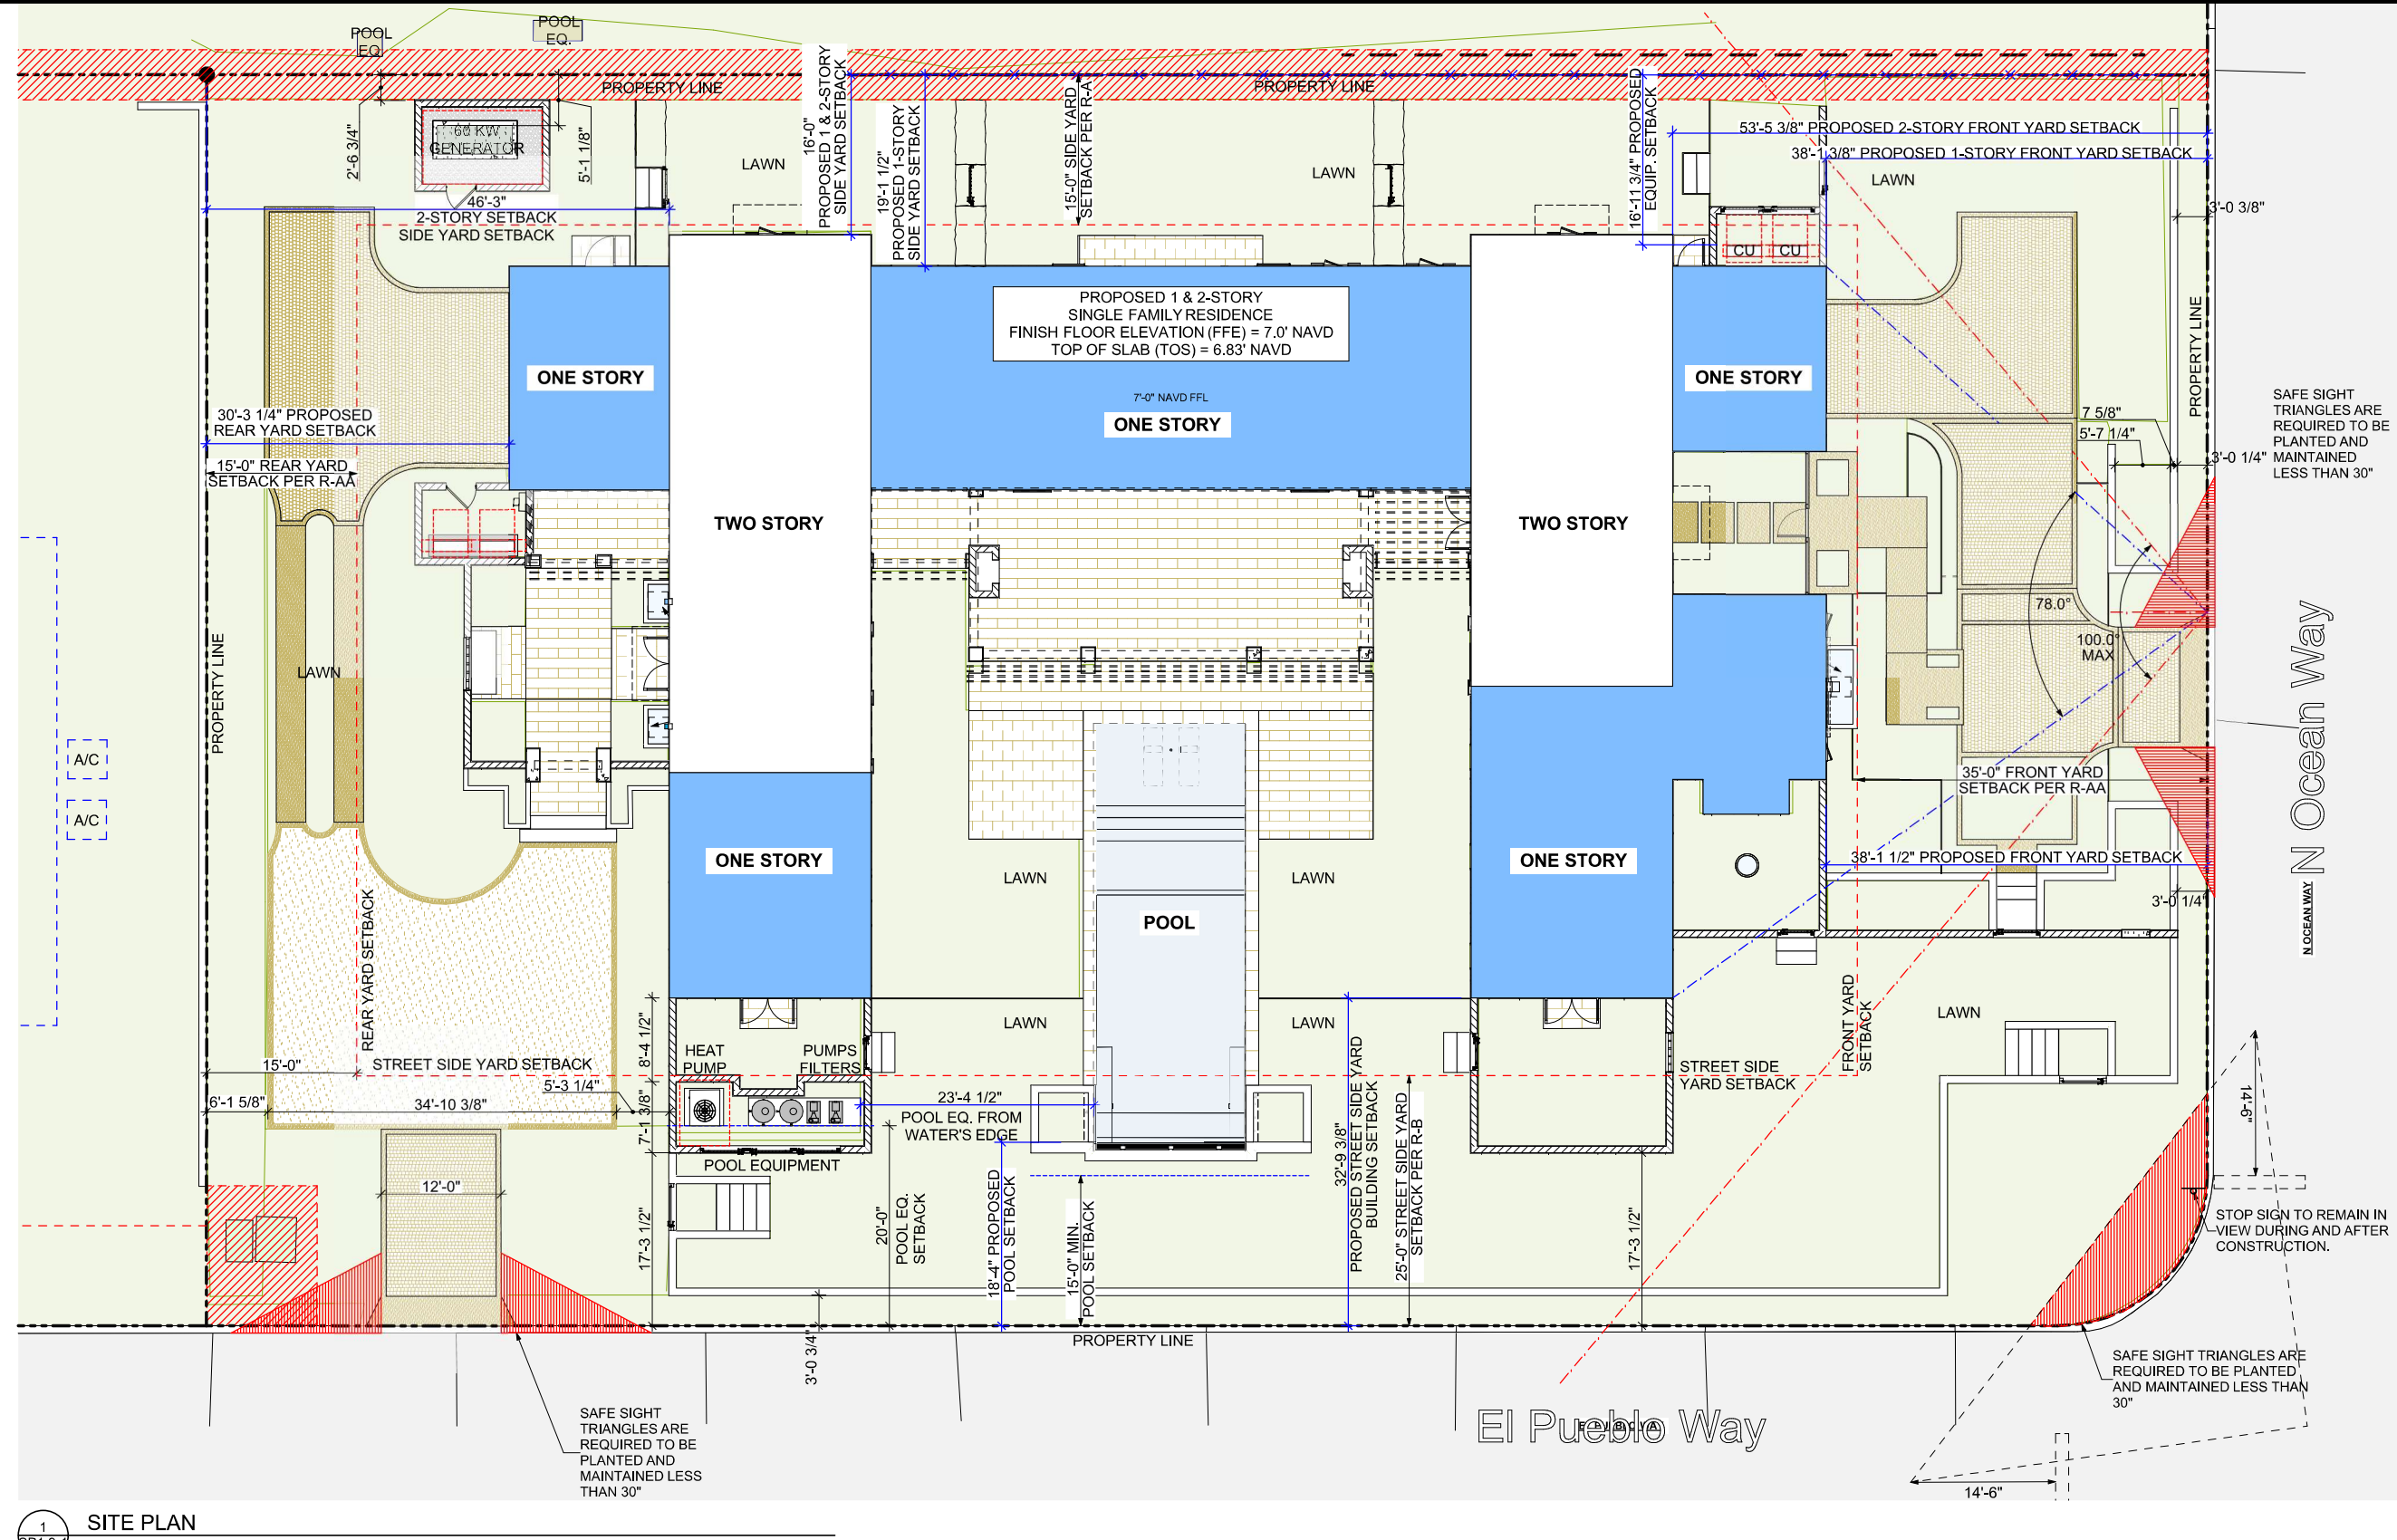 POOL
EQ.
POOL
EQ.
PROPERTY LINE
PROPERTY LINE
2'-6 3/4"
60 KW
GENERATOR
5'-1 1/8"
LAWN
16'-0"
PROPOSED 1 & 2-STORY
SIDE YARD SETBACK
19'-1 1/2"
PROPOSED 1-STORY
SIDE YARD SETBACK
15'-0" SIDE YARD
SETBACK PER R-A
LAWN
16'-11 3/4" PROPOSED
EQUIP. SETBACK
53'-5 3/8" PROPOSED 2-STORY FRONT YARD SETBACK
38'-1 3/8" PROPOSED 1-STORY FRONT YARD SETBACK
LAWN
3'-0 3/8"
46'-3"
2-STORY SETBACK
SIDE YARD SETBACK
CU
CU
PROPOSED 1 & 2-STORY
SINGLE FAMILY RESIDENCE
FINISH FLOOR ELEVATION (FFE) = 7.0' NAVD
TOP OF SLAB (TOS) = 6.83' NAVD
ONE STORY
7'-0" NAVD FFL
ONE STORY
ONE STORY
PROPERTY LINE
SAFE SIGHT
TRIANGLES ARE
REQUIRED TO BE
PLANTED AND
MAINTAINED
LESS THAN 30"
30'-3 1/4" PROPOSED
REAR YARD SETBACK
15'-0" REAR YARD
SETBACK PER R-AA
7 5/8"
5'-7 1/4"
3'-0 1/4"
TWO STORY
TWO STORY
78.0°
100.0°
MAX
PROPERTY LINE
LAWN
A/C
A/C
35'-0" FRONT YARD
SETBACK PER R-AA
N Ocean Way
N OCEAN WAY
ONE STORY
LAWN
LAWN
POOL
ONE STORY
38'-1 1/2" PROPOSED FRONT YARD SETBACK
3'-0 1/4"
REAR YARD SETBACK
LAWN
LAWN
FRONT YARD
SETBACK
LAWN
8'-4 1/2"
HEAT
PUMP
PUMPS
FILTERS
15'-0"
STREET SIDE YARD SETBACK
STREET SIDE
YARD SETBACK
5'-3 1/4"
6'-1 5/8"
34'-10 3/8"
7'-1 3/8"
23'-4 1/2"
POOL EQ. FROM
WATER'S EDGE
POOL EQUIPMENT
12'-0"
17'-3 1/2"
20'-0"
POOL EQ.
SETBACK
18'-4" PROPOSED
POOL SETBACK
15'-0" MIN.
POOL SETBACK
32'-9 3/8"
PROPOSED STREET SIDE YARD
BUILDING SETBACK
25'-0" STREET SIDE YARD
SETBACK PER R-B
17'-3 1/2"
14'-6"
STOP SIGN TO REMAIN IN
VIEW DURING AND AFTER
CONSTRUCTION.
PROPERTY LINE
3'-0 3/4"
SAFE SIGHT
TRIANGLES ARE
REQUIRED TO BE
PLANTED AND
MAINTAINED LESS
THAN 30"
El Pueblo Way
SAFE SIGHT TRIANGLES ARE
REQUIRED TO BE PLANTED
AND MAINTAINED LESS THAN
30"
14'-6"
1
SITE PLAN